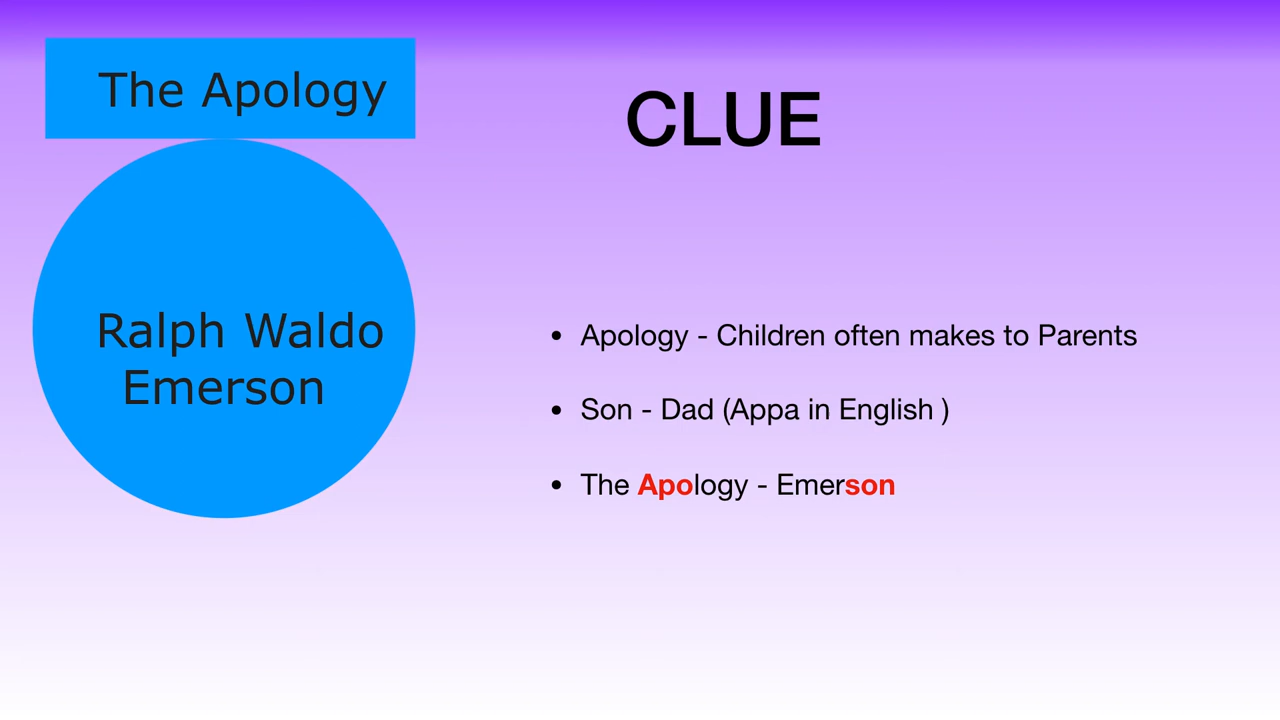 The Apology
Ralph Waldo
Emerson
CLUE
• Apology - Children often makes to Parents
• Son - Dad (Appa in English )
• The Apology - Emerson